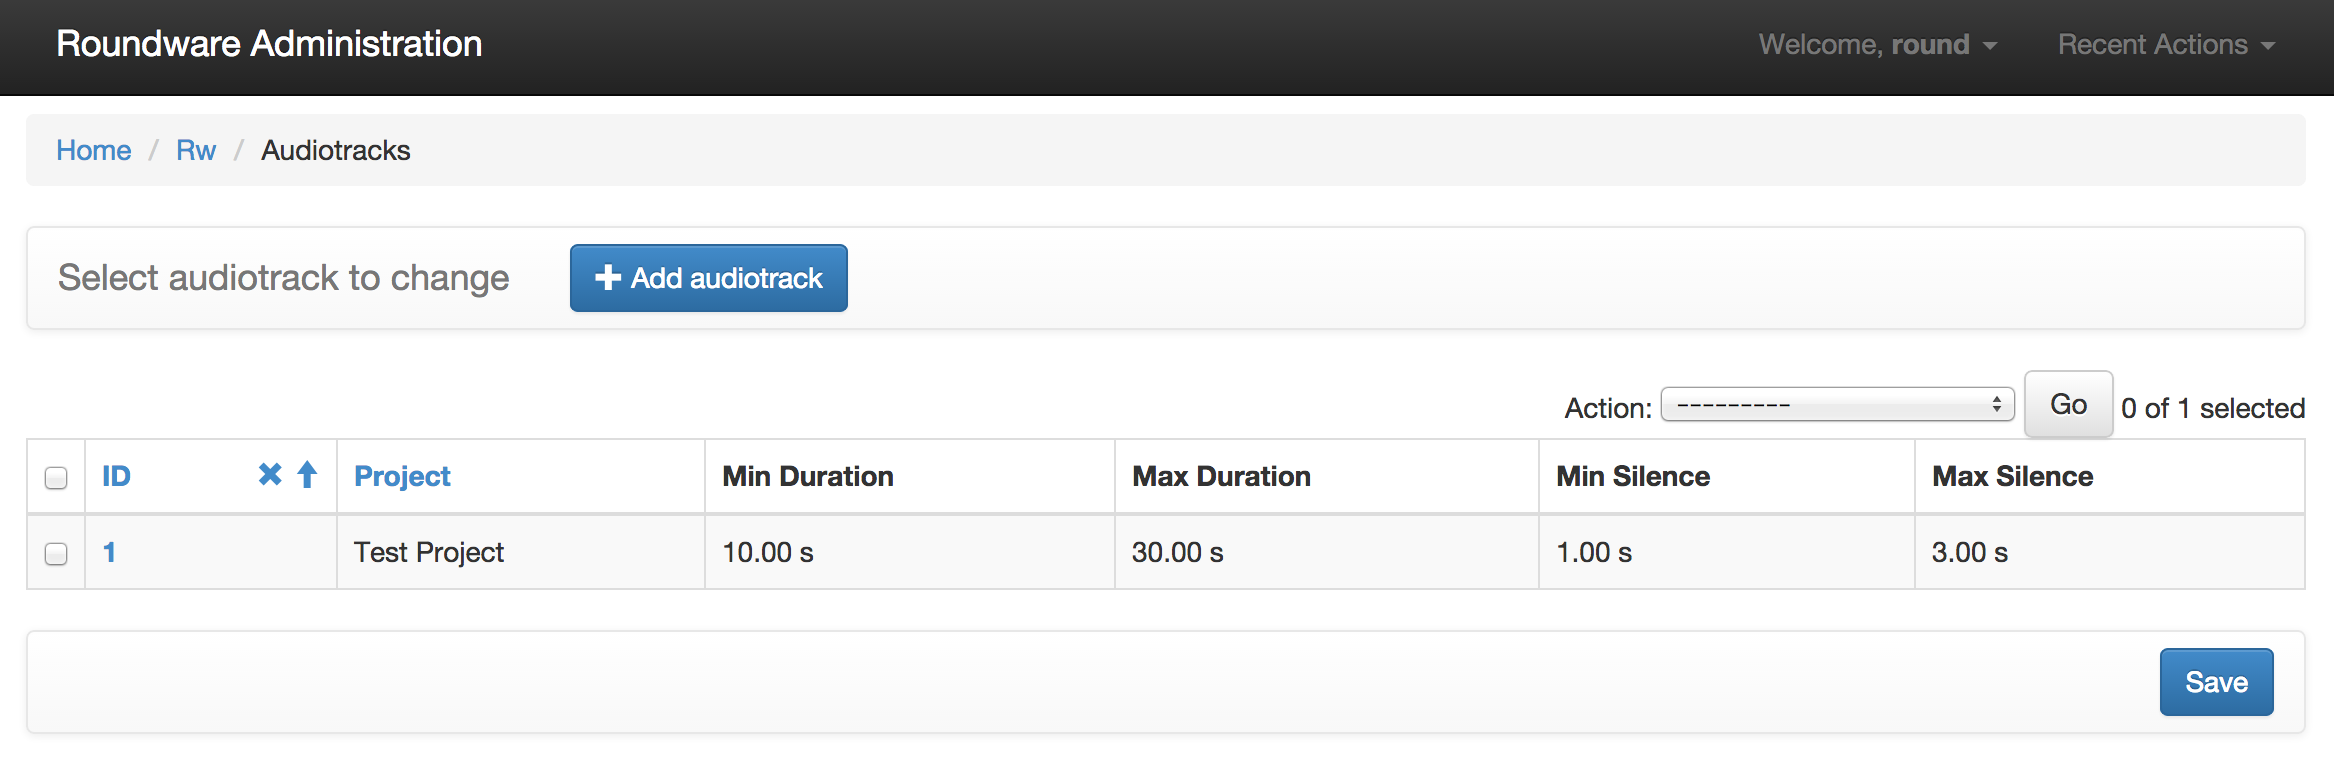 Roundware Administration Welcome, round Recent Actions
Home / Rw / Audiotracks
Select audiotrack to change Add audiotrack
Action: --------- Go 0 of 1 selected
ID Project Min Duration Max Duration Min Silence Max Silence
1 Test Project 10.00 s 30.00 s 1.00 s 3.00 s
Save